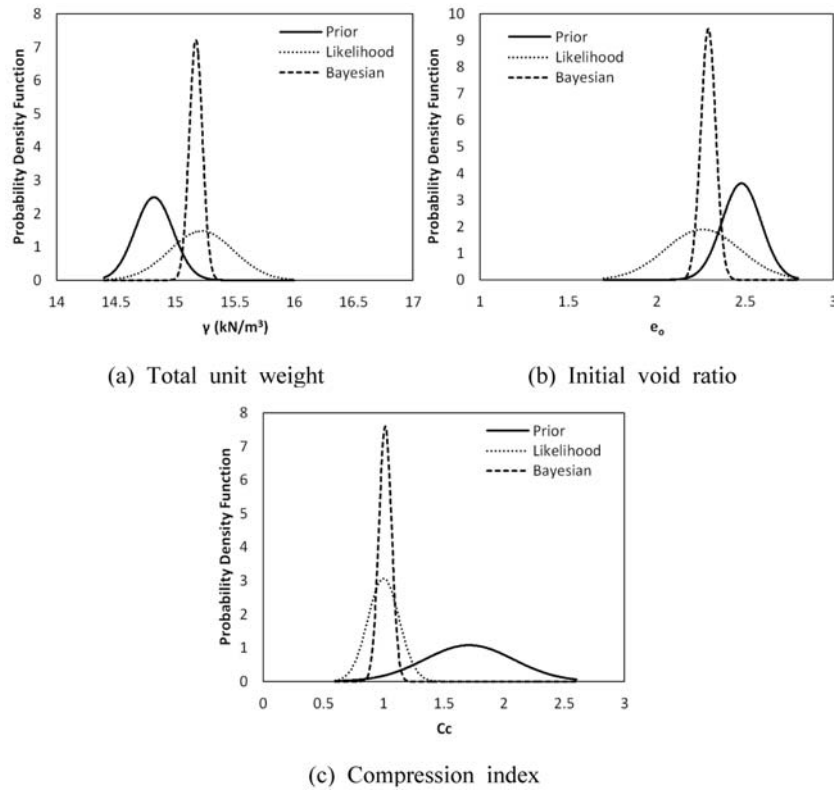 8
7
6
5
4
3
2
1
0
Probability Density Function
Prior
Likelihood
Bayesian
14 14.5 15 15.5 16 16.5 17
γ (kN/m³)
(a) Total unit weight
10
9
8
7
6
5
4
3
2
1
0
Probability Density Function
Prior
Likelihood
Bayesian
1 1.5 2 2.5 3
eₒ
(b) Initial void ratio
8
7
6
5
4
3
2
1
0
Probability Density Function
Prior
Likelihood
Bayesian
0 0.5 1 1.5 2 2.5 3
Cc
(c) Compression index